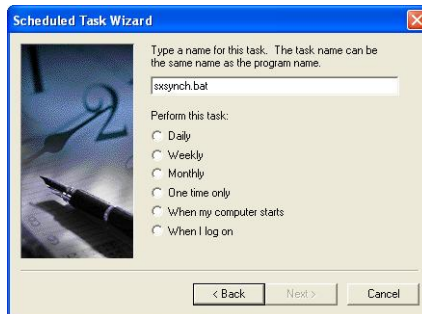 Scheduled Task Wizard
Type a name for this task. The task name can be
the same name as the program name.
sxsynch.bat
Perform this task:
Daily
Weekly
Monthly
One time only
When my computer starts
When I log on
< Back
Next >
Cancel